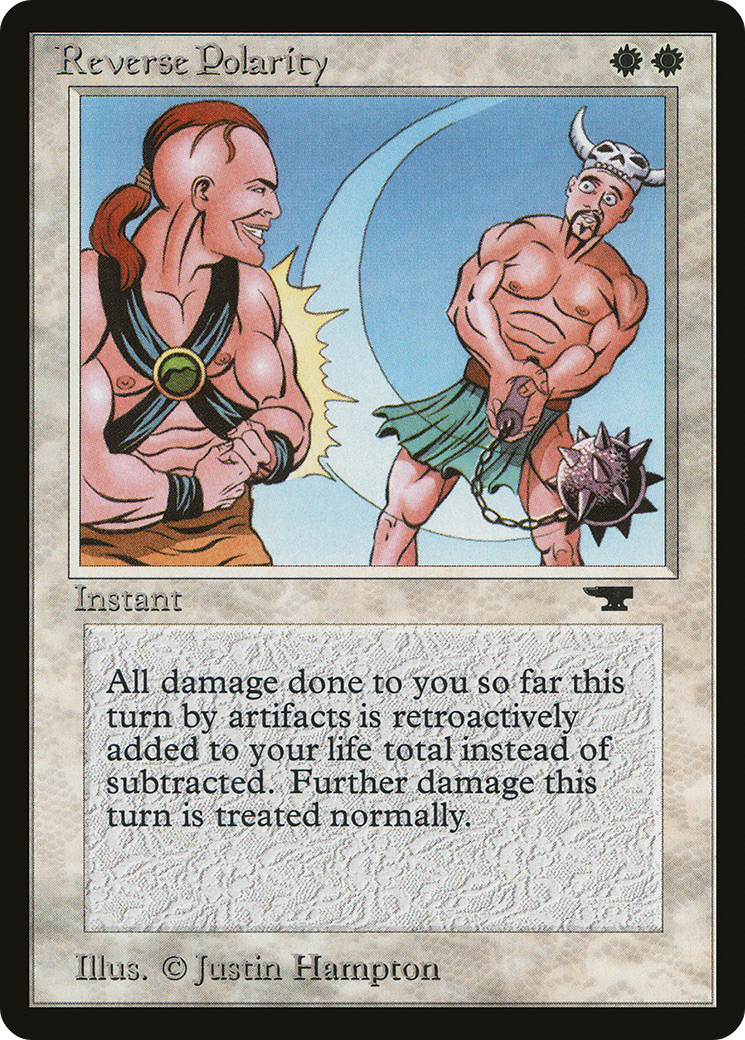 Reverse Polarity
Instant
All damage done to you so far this
turn by artifacts is retroactively
added to your life total instead of
subtracted. Further damage this
turn is treated normally.
Illus. © Justin Hampton